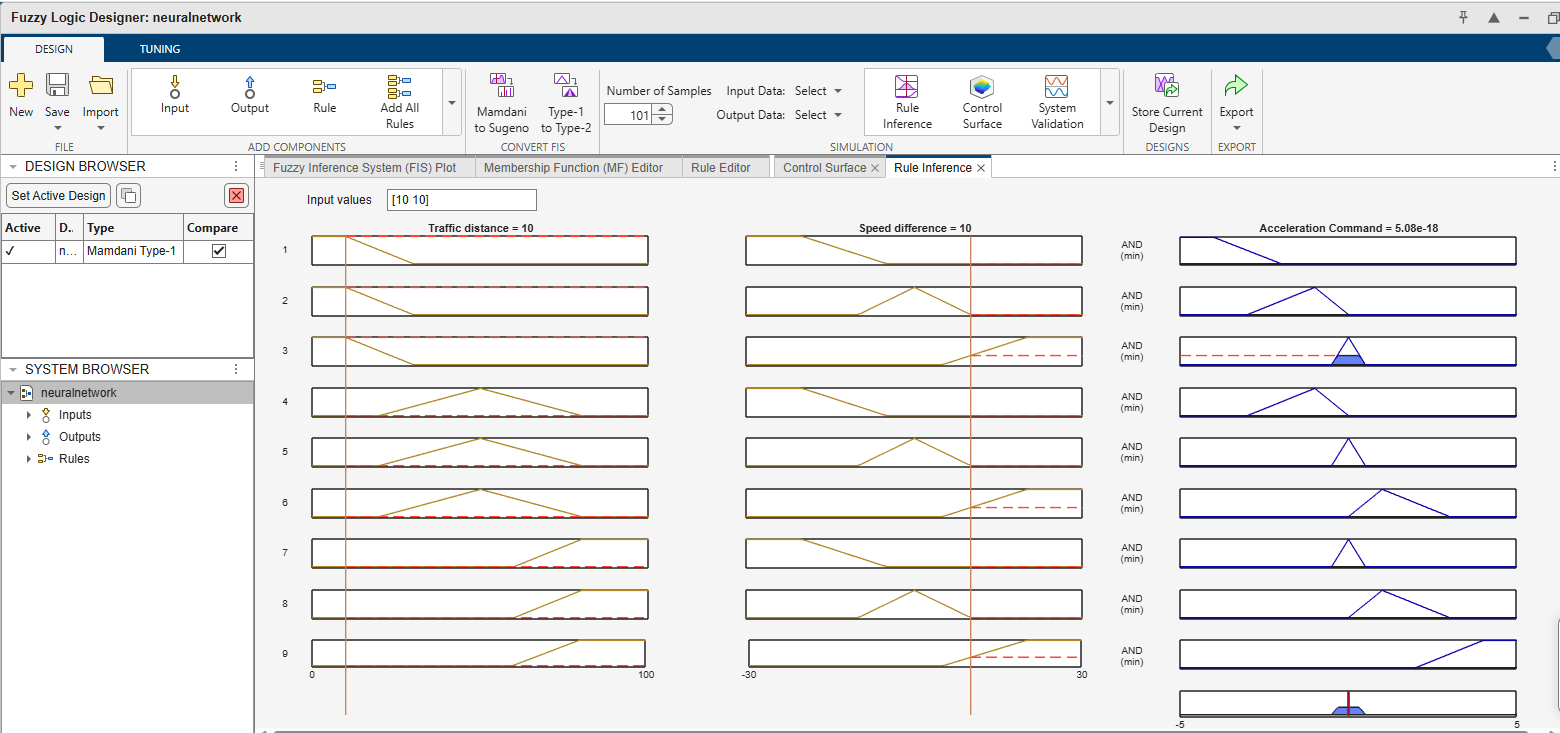 Fuzzy Logic Designer: neuralnetwork
DESIGN TUNING
New Save Import
Input Output Rule Add All Rules
Mamdani to Sugeno Type-1 to Type-2
Number of Samples 101
Input Data: Select
Output Data: Select
Rule Inference Control Surface System Validation
Store Current Design Export
FILE ADD COMPONENTS CONVERT FIS SIMULATION DESIGNS EXPORT
DESIGN BROWSER
Set Active Design
Active D.. Type Compare
n... Mamdani Type-1
SYSTEM BROWSER
neuralnetwork
Inputs
Outputs
Rules
Fuzzy Inference System (FIS) Plot Membership Function (MF) Editor Rule Editor Control Surface Rule Inference
Input values [10 10]
Traffic distance = 10 Speed difference = 10 Acceleration Command = 5.08e-18
1 AND (min)
2 AND (min)
3 AND (min)
4 AND (min)
5 AND (min)
6 AND (min)
7 AND (min)
8 AND (min)
9 AND (min)
0 100 -30 30
-5 5